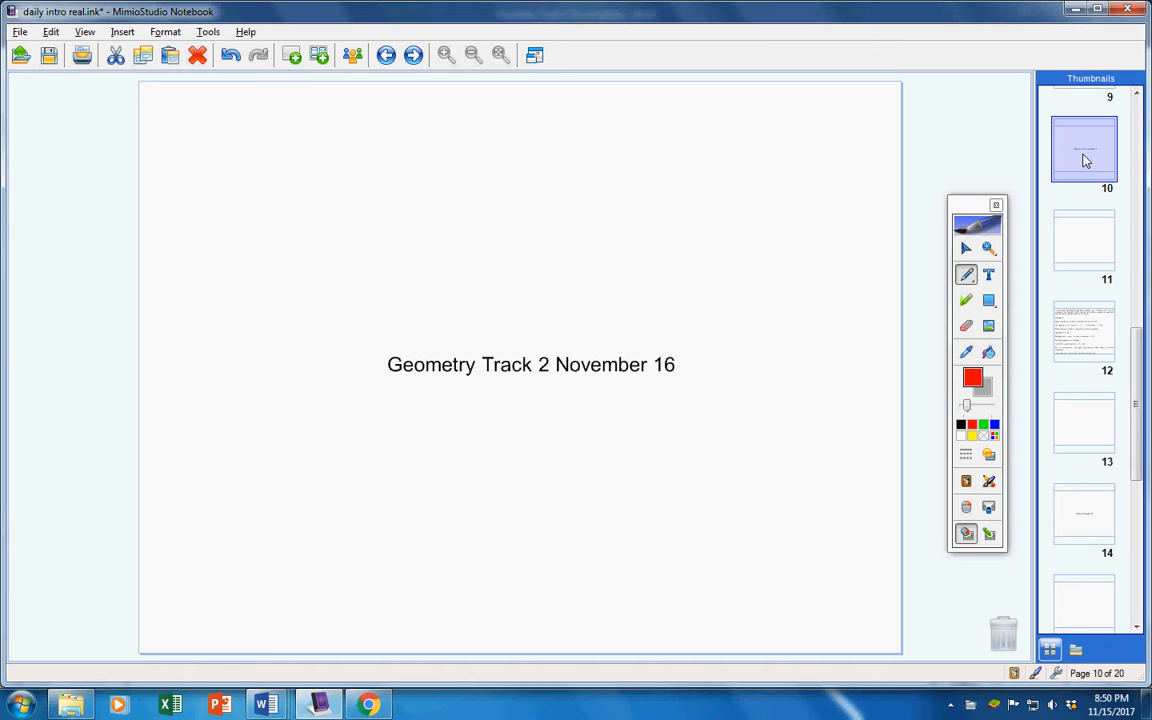 daily intro real.ink* - MimioStudio Notebook
File Edit View Insert Format Tools Help
Thumbnails
9
10
11
12
13
14
Geometry Track 2 November 16
Page 10 of 20
8:50 PM
11/15/2017